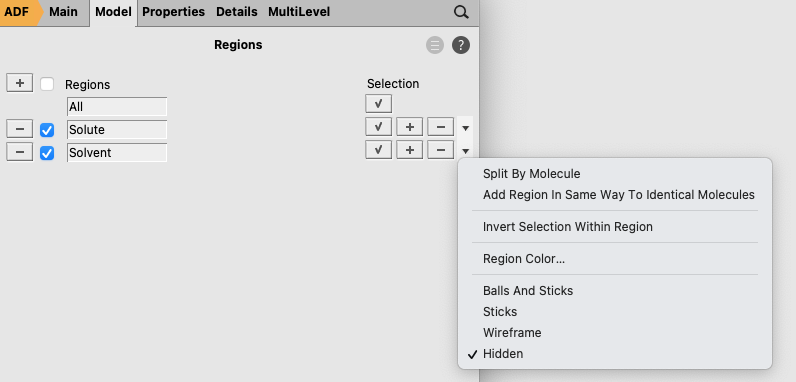 ADF Main Model Properties Details MultiLevel
Regions
?
+ Regions Selection
All √
− Solute √ + −
− Solvent √ + −
Split By Molecule
Add Region In Same Way To Identical Molecules
Invert Selection Within Region
Region Color...
Balls And Sticks
Sticks
Wireframe
✓ Hidden